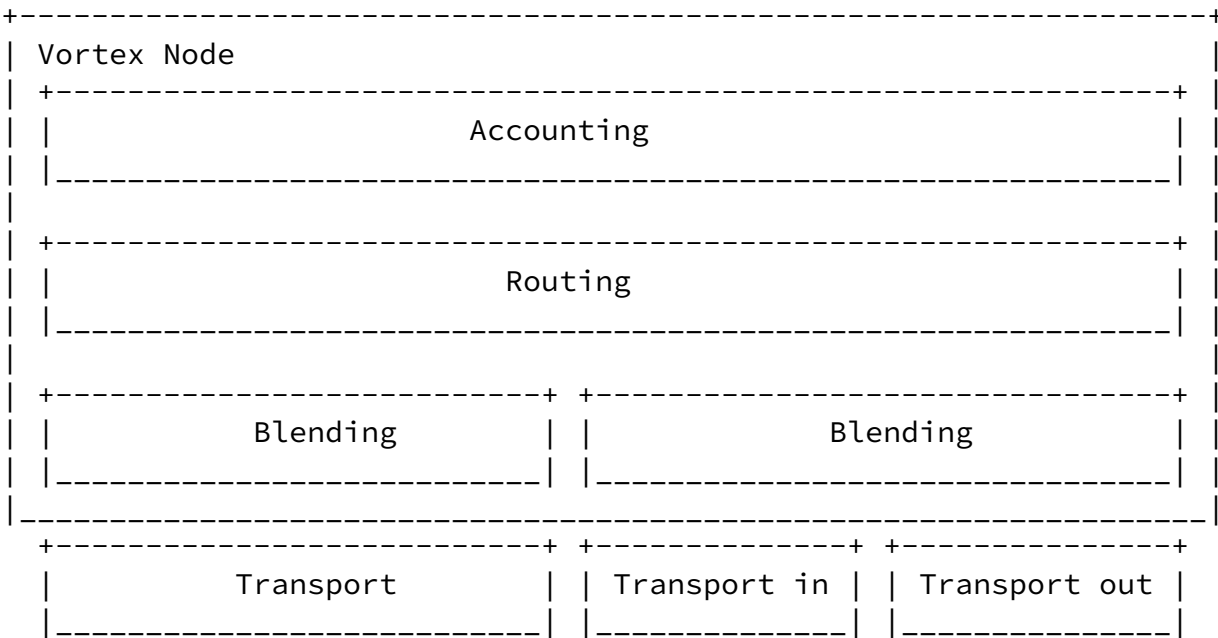 Vortex Node
Accounting
Routing
Blending Blending
Transport Transport in Transport out